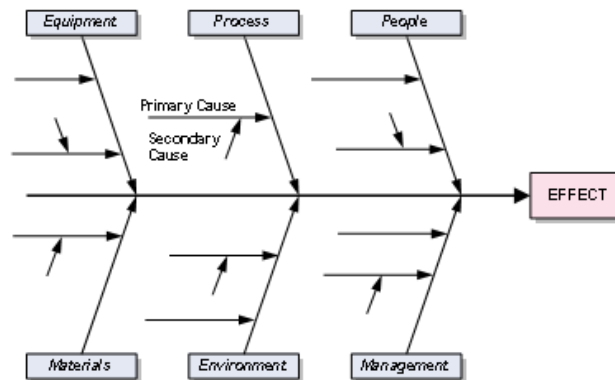 Equipment
Process
People
Primary Cause
Secondary
Cause
EFFECT
Materials
Environment
Management